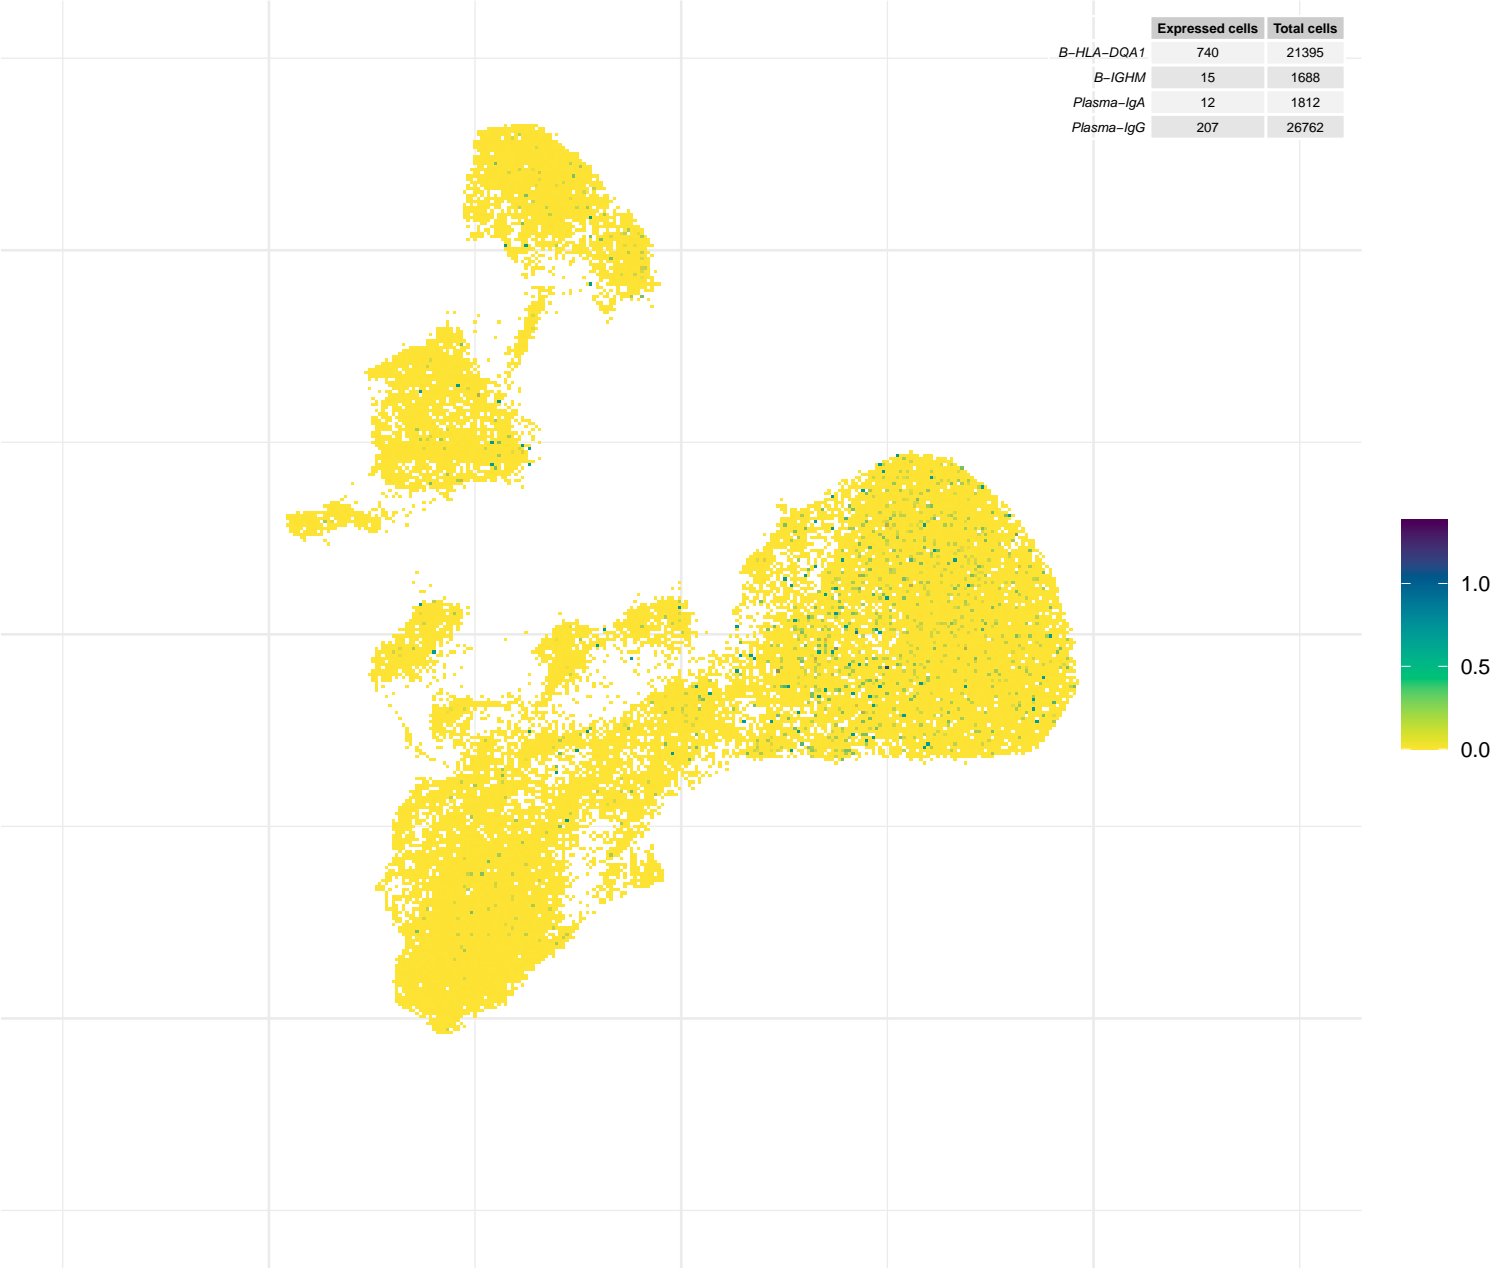 Expressed cells Total cells
B−HLA−DQA1 740 21395
B−IGHM 15 1688
Plasma−IgA 12 1812
Plasma−IgG 207 26762
1.0
0.5
0.0